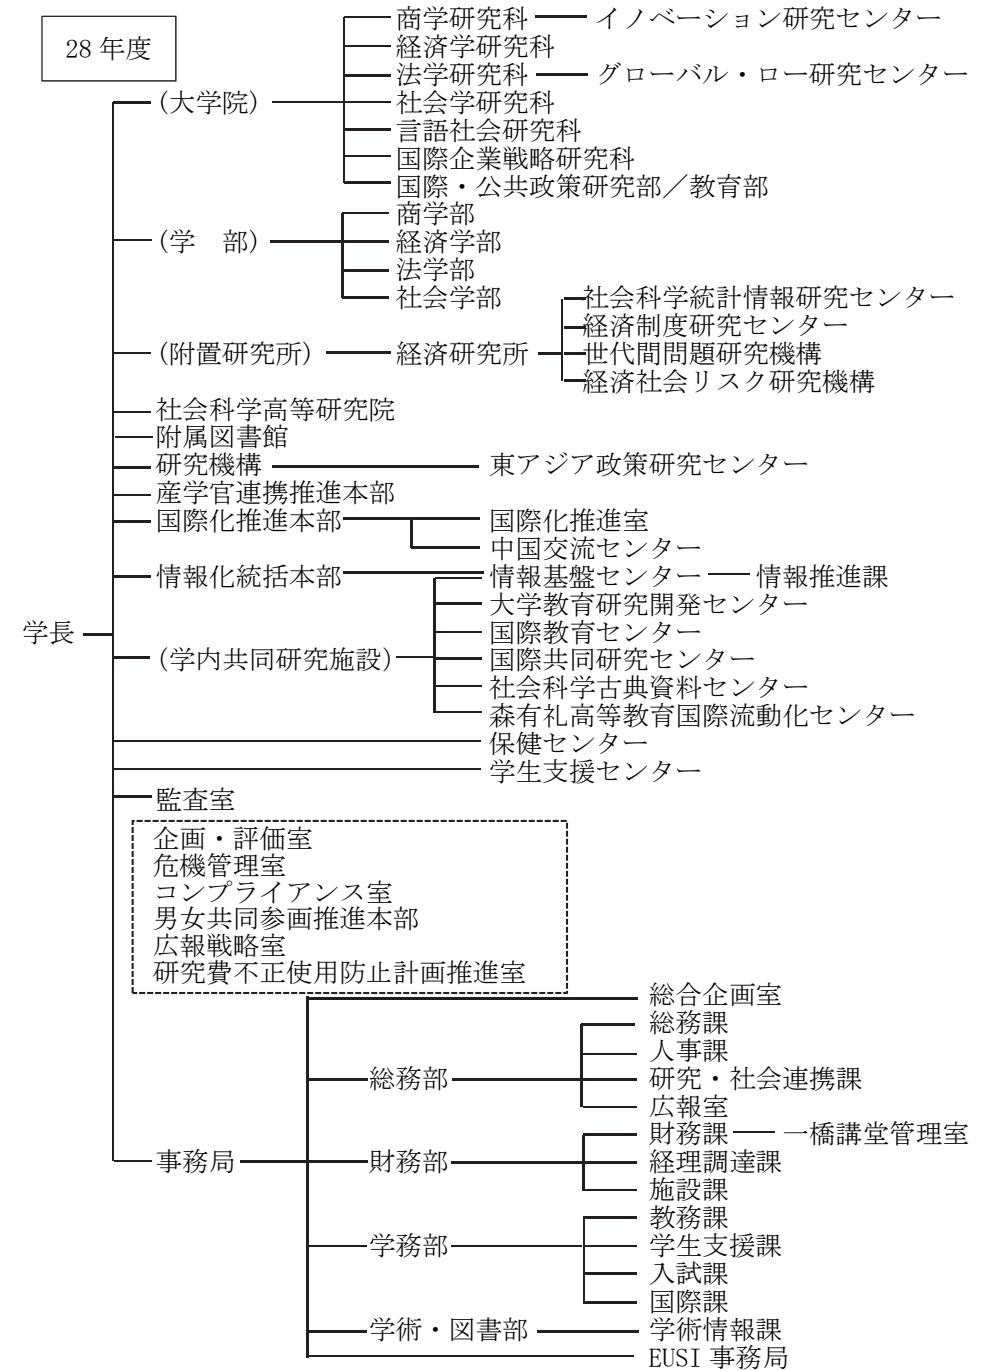 28 年度
商学研究科 イノベーション研究センター
経済学研究科
法学研究科 グローバル・ロー研究センター
(大学院) 社会学研究科
言語社会研究科
国際企業戦略研究科
国際・公共政策研究部／教育部
商学部
(学　部) 経済学部
法学部
社会学部
社会科学統計情報研究センター
経済制度研究センター
(附置研究所) 経済研究所 世代間問題研究機構
経済社会リスク研究機構
社会科学高等研究院
附属図書館
研究機構 東アジア政策研究センター
産学官連携推進本部
国際化推進本部 国際化推進室
中国交流センター
情報化統括本部 情報基盤センター 情報推進課
大学教育研究開発センター
学長 国際教育センター
(学内共同研究施設) 国際共同研究センター
社会科学古典資料センター
森有礼高等教育国際流動化センター
保健センター
学生支援センター
監査室
企画・評価室
危機管理室
コンプライアンス室
男女共同参画推進本部
広報戦略室
研究費不正使用防止計画推進室
総合企画室
総務課
人事課
総務部 研究・社会連携課
広報室
財務課 一橋講堂管理室
事務局 財務部 経理調達課
施設課
教務課
学務部 学生支援課
入試課
国際課
学術・図書部 学術情報課
EUSI 事務局